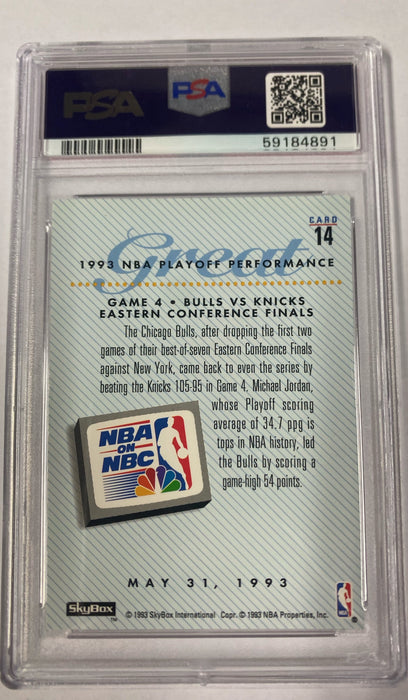 PSA
PSA
59184891
CARD
14
Great
1993 NBA PLAYOFF PERFORMANCE
GAME 4 • BULLS VS KNICKS
EASTERN CONFERENCE FINALS
The Chicago Bulls, after dropping the first two
games of their best-of-seven Eastern Conference Finals
against New York, came back to even the series by
beating the Knicks 105-95 in Game 4. Michael Jordan,
whose Playoff scoring
average of 34.7 ppg is
tops in NBA history, led
the Bulls by scoring a
game-high 54 points.
NBA
ON
NBC
MAY 31, 1993
SkyBox™
© 1993 SkyBox International Copr. © 1993 NBA Properties, Inc.
NBA